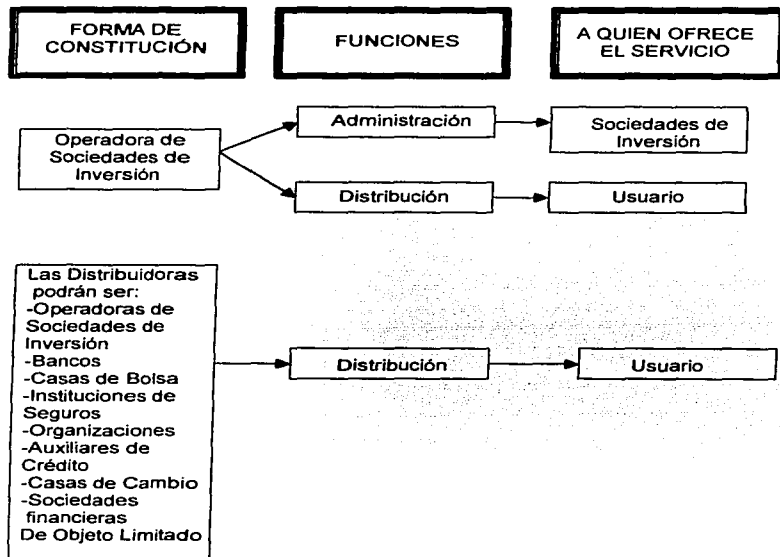 FORMA DE
CONSTITUCIÓN
FUNCIONES
A QUIEN OFRECE
EL SERVICIO
Operadora de
Sociedades de
Inversión
Administración
Sociedades de
Inversión
Distribución
Usuario
Las Distribuidoras
podrán ser:
-Operadoras de
Sociedades de
Inversión
-Bancos
-Casas de Bolsa
-Instituciones de
Seguros
-Organizaciones
-Auxiliares de
Crédito
-Casas de Cambio
-Sociedades
financieras
De Objeto Limitado
Distribución
Usuario